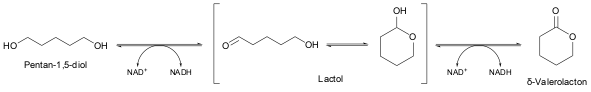 HO OH
Pentan-1,5-diol
NAD+ NADH
O OH
OH
O
Lactol
NAD+ NADH
O
O
δ-Valerolacton